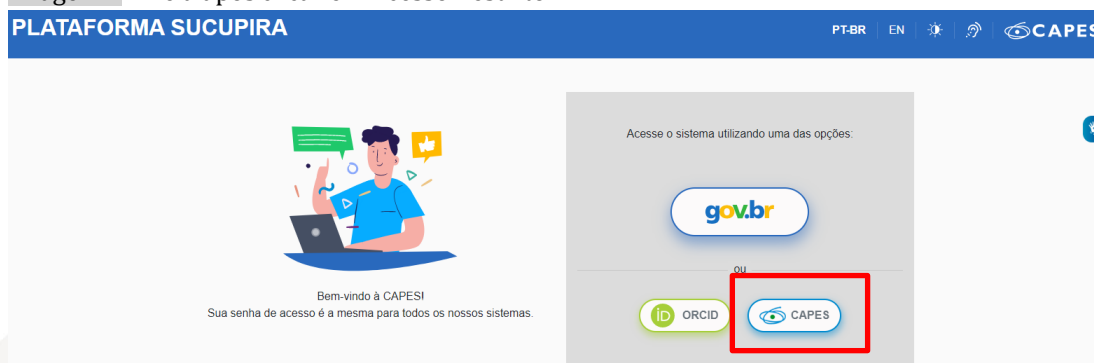 PLATAFORMA SUCUPIRA
PT-BR EN CAPES
Acesse o sistema utilizando uma das opções:
gov.br
ou
iD ORCID
CAPES
Bem-vindo à CAPES!
Sua senha de acesso é a mesma para todos os nossos sistemas.